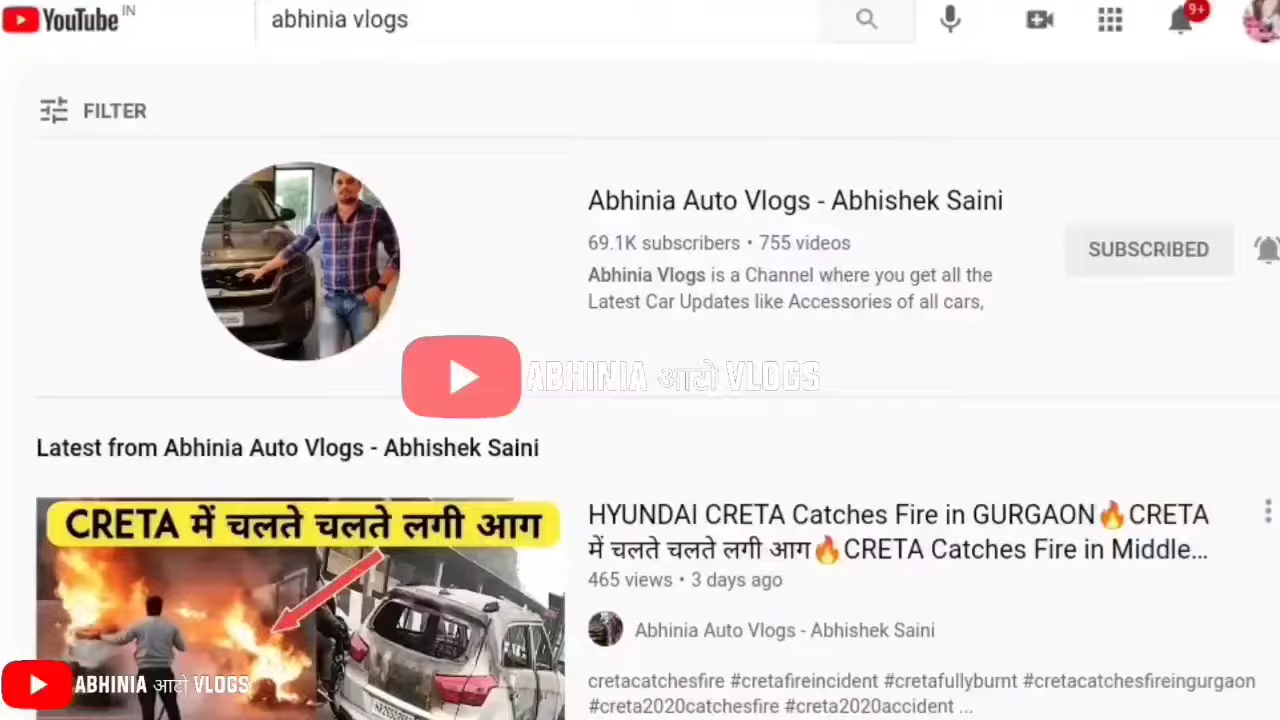 YouTube IN
abhinia vlogs
9+
FILTER
Abhinia Auto Vlogs - Abhishek Saini
69.1K subscribers • 755 videos
SUBSCRIBED
Abhinia Vlogs is a Channel where you get all the
Latest Car Updates like Accessories of all cars,
ABHINIA आटो VLOGS
Latest from Abhinia Auto Vlogs - Abhishek Saini
CRETA में चलते चलते लगी आग
HYUNDAI CRETA Catches Fire in GURGAON🔥CRETA
में चलते चलते लगी आग🔥CRETA Catches Fire in Middle...
465 views • 3 days ago
Abhinia Auto Vlogs - Abhishek Saini
cretacatchesfire #cretafireincident #cretafullyburnt #cretacatchesfireingurgaon
#creta2020catchesfire #creta2020accident ...
ABHINIA आटो VLOGS